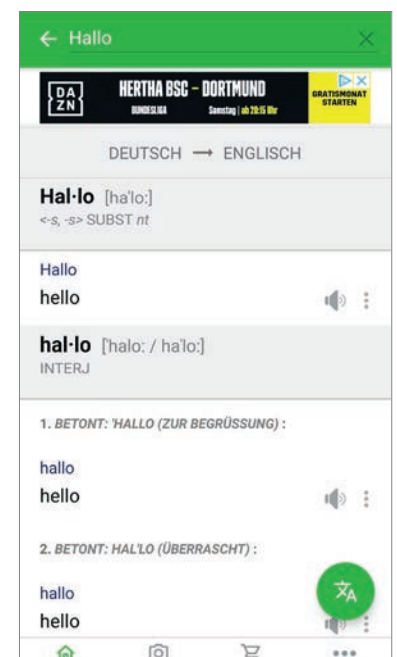 Hallo
DAZN
HERTHA BSC – DORTMUND
BUNDESLIGA Samstag | ab 20:15 Uhr
GRATISMONAT
STARTEN
DEUTSCH → ENGLISCH
Hal·lo [ha'lo:]
<-s, -s> SUBST nt
Hallo
hello
hal·lo ['halo: / ha'lo:]
INTERJ
1. BETONT: 'HALLO (ZUR BEGRÜSSUNG) :
hallo
hello
2. BETONT: HAL'LO (ÜBERRASCHT) :
hallo
hello